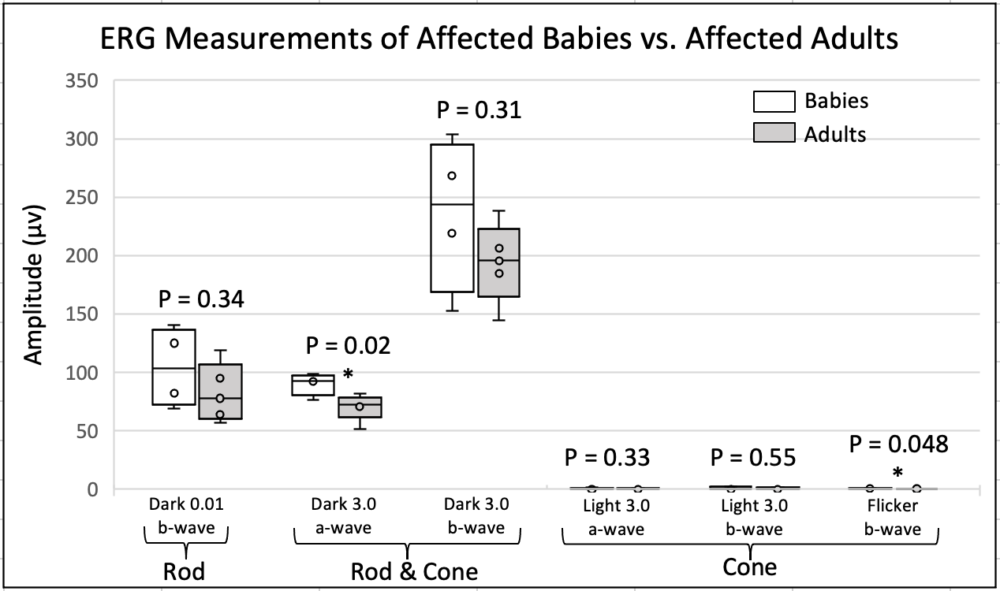 ERG Measurements of Affected Babies vs. Affected Adults
350
300
250
200
150
100
50
0
Amplitude (µv)
Babies
Adults
P = 0.34
P = 0.02
*
P = 0.31
P = 0.33
P = 0.55
P = 0.048
*
Dark 0.01
b-wave
Dark 3.0
a-wave
Dark 3.0
b-wave
Light 3.0
a-wave
Light 3.0
b-wave
Flicker
b-wave
Rod
Rod & Cone
Cone